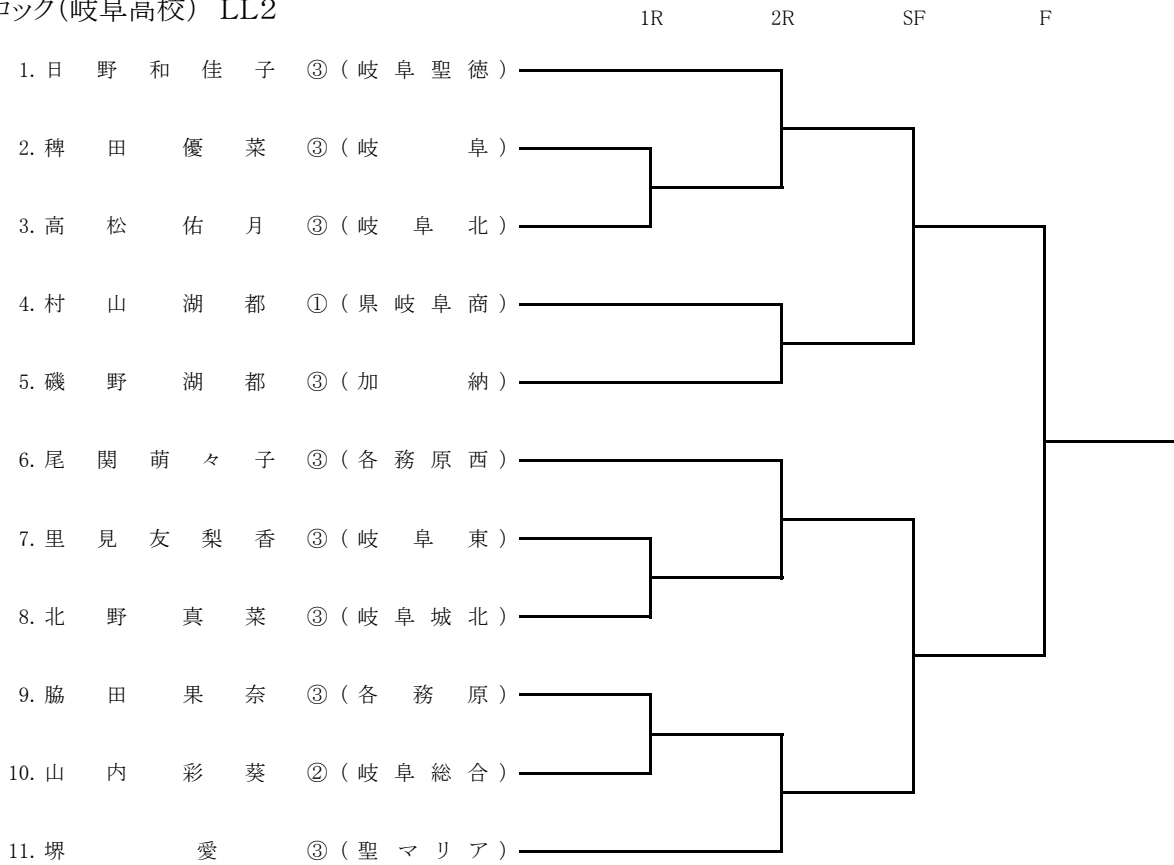 ロック(岐阜高校) LL2
1R 2R SF F
1. 日野和佳子 ③ (岐阜聖徳)
2. 稗田優菜 ③ (岐阜)
3. 高松佑月 ③ (岐阜北)
4. 村山湖都 ① (県岐阜商)
5. 磯野湖都 ③ (加納)
6. 尾関萌々子 ③ (各務原西)
7. 里見友梨香 ③ (岐阜東)
8. 北野真菜 ③ (岐阜城北)
9. 脇田果奈 ③ (各務原)
10. 山内彩葵 ② (岐阜総合)
11. 堺愛 ③ (聖マリア)